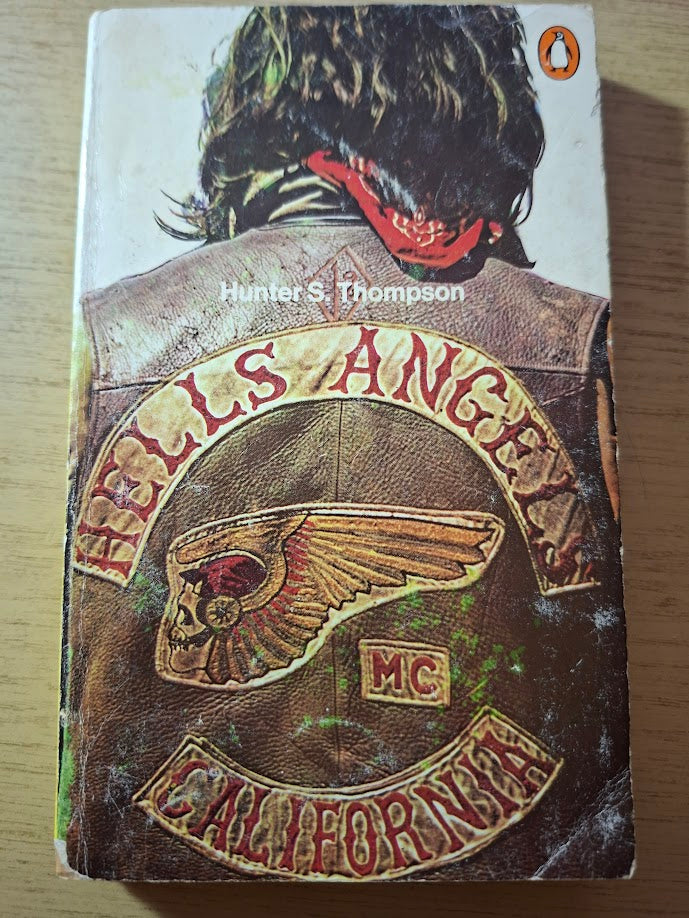 Hunter S. Thompson
HELLS ANGELS
MC
CALIFORNIA